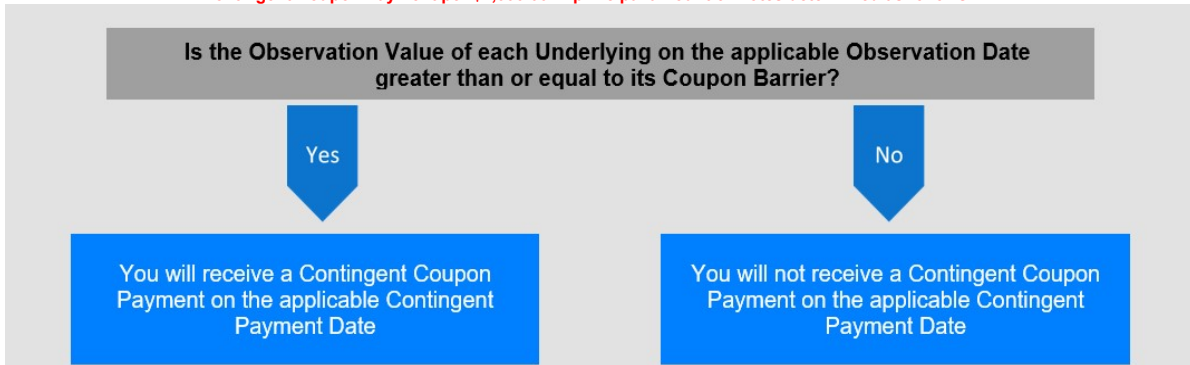 Is the Observation Value of each Underlying on the applicable Observation Date
greater than or equal to its Coupon Barrier?
Yes
No
You will receive a Contingent Coupon
Payment on the applicable Contingent
Payment Date
You will not receive a Contingent Coupon
Payment on the applicable Contingent
Payment Date